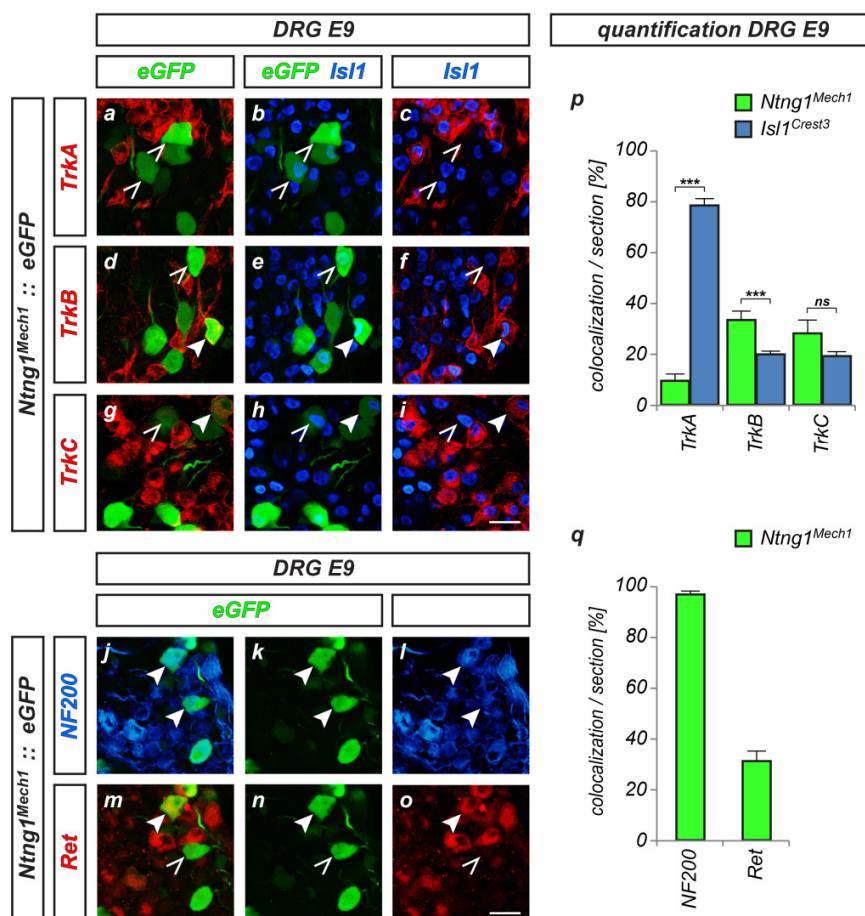 DRG E9
quantification DRG E9
eGFP
eGFP Isl1
Isl1
Ntng1Mech1 :: eGFP
TrkA
a
b
c
TrkB
d
e
f
TrkC
g
h
i
p
Ntng1Mech1
Isl1Crest3
colocalization / section [%]
100
80
60
40
20
0
***
***
ns
TrkA
TrkB
TrkC
DRG E9
eGFP
Ntng1Mech1 :: eGFP
NF200
j
k
l
Ret
m
n
o
q
Ntng1Mech1
colocalization / section [%]
100
80
60
40
20
0
NF200
Ret